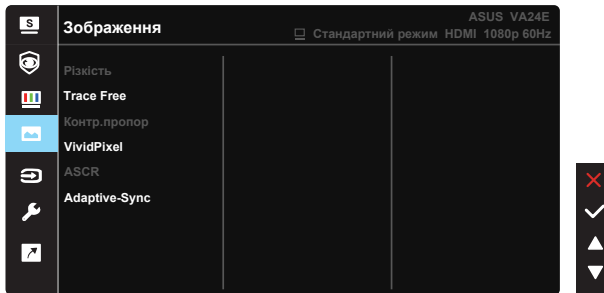 S
Зображення
ASUS VA24E
Стандартний режим HDMI 1080p 60Hz
Різкість
Trace Free
Контр.пропор
VividPixel
ASCR
Adaptive-Sync